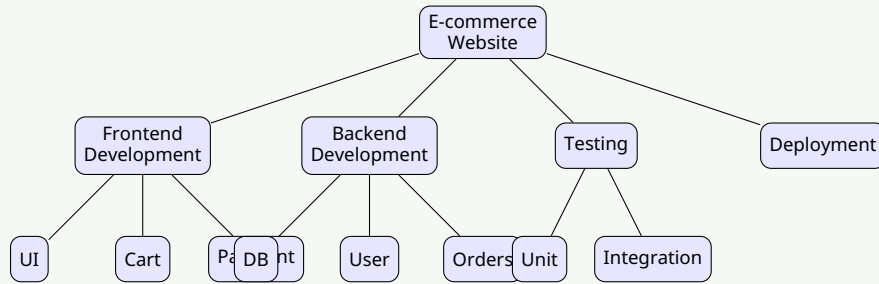 E-commerce
Website
Frontend
Development
Backend
Development
Testing
Deployment
UI
Cart
DB
User
Orders
Unit
Integration